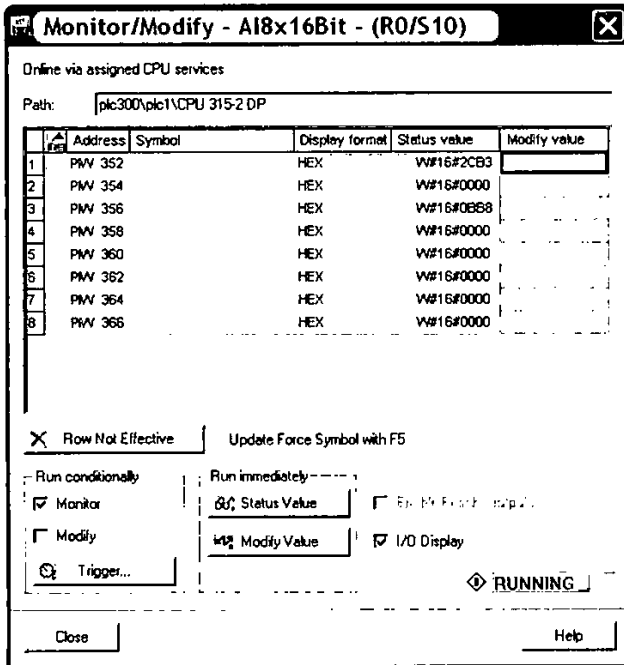 Monitor/Modify - AI8x16Bit - (R0/S10)
Online via assigned CPU services
Path: plc300\plc1\CPU 315-2 DP
Address Symbol Display format Status value Modify value
1 PIW 352 HEX W#16#2CB3
2 PIW 354 HEX W#16#0000
3 PIW 356 HEX W#16#0BB8
4 PIW 358 HEX W#16#0000
5 PIW 360 HEX W#16#0000
6 PIW 362 HEX W#16#0000
7 PIW 364 HEX W#16#0000
8 PIW 366 HEX W#16#0000
Row Not Effective Update Force Symbol with F5
Run conditionally Run immediately
Monitor Status Value
Modify Modify Value I/O Display
Trigger...
RUNNING
Close Help